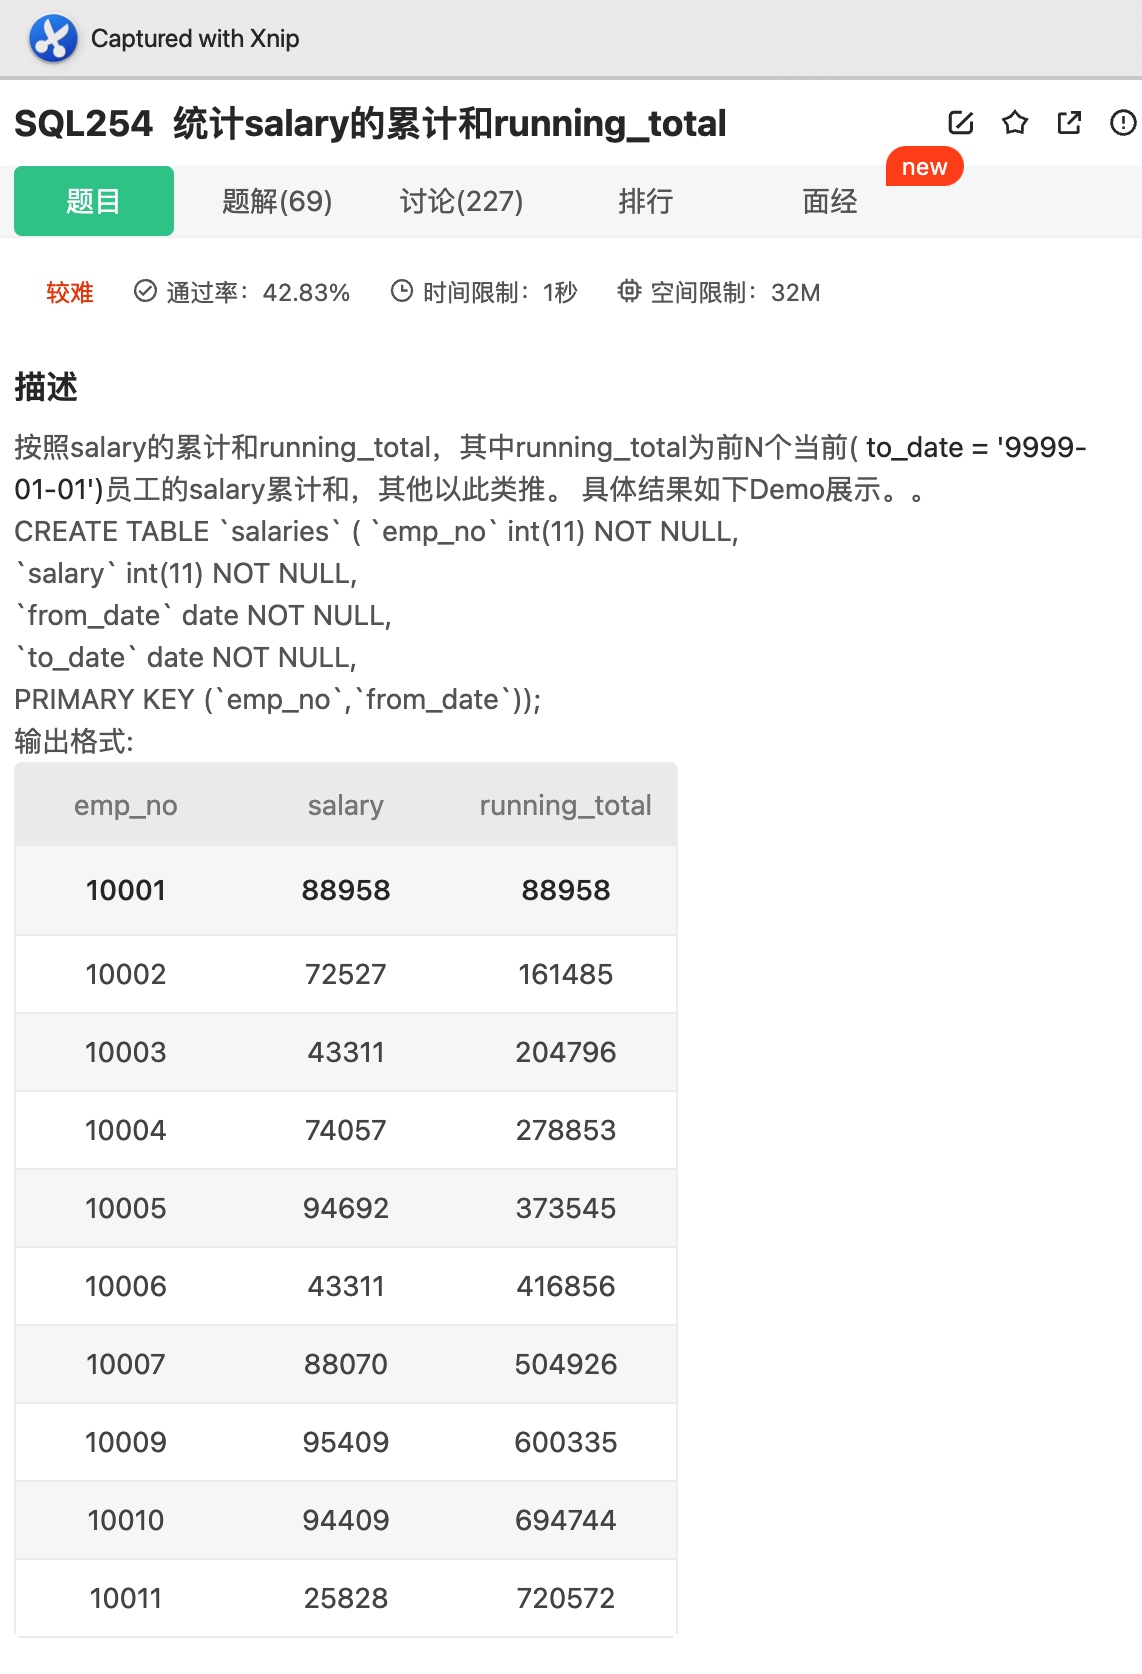 Captured with Xnip
SQL254 统计salary的累计和running_total
new
题目 题解(69) 讨论(227) 排行 面经
较难 通过率：42.83% 时间限制：1秒 空间限制：32M
描述
按照salary的累计和running_total，其中running_total为前N个当前( to_date = '9999-
01-01')员工的salary累计和，其他以此类推。 具体结果如下Demo展示。。
CREATE TABLE `salaries` ( `emp_no` int(11) NOT NULL,
`salary` int(11) NOT NULL,
`from_date` date NOT NULL,
`to_date` date NOT NULL,
PRIMARY KEY (`emp_no`,`from_date`));
输出格式:
emp_no salary running_total
10001 88958 88958
10002 72527 161485
10003 43311 204796
10004 74057 278853
10005 94692 373545
10006 43311 416856
10007 88070 504926
10009 95409 600335
10010 94409 694744
10011 25828 720572